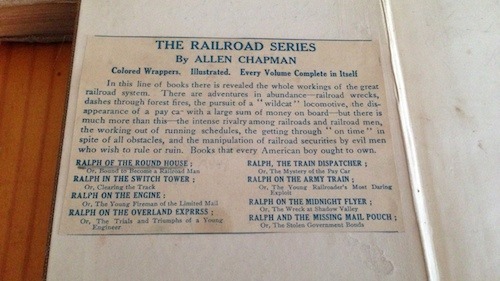 THE RAILROAD SERIES
By ALLEN CHAPMAN
Colored Wrappers. Illustrated. Every Volume Complete in Itself
In this line of books there is revealed the whole workings of the great
railroad system. There are adventures in abundance—railroad wrecks,
dashes through forest fires, the pursuit of a "wildcat" locomotive, the dis-
appearance of a pay car with a large sum of money on board—but there is
much more than this—the intense rivalry among railroads and railroad men,
the working out of running schedules, the getting through "on time" in
spite of all obstacles, and the manipulation of railroad securities by evil men
who wish to rule or ruin. Books that every American boy ought to own.
RALPH OF THE ROUND HOUSE;
Or, Bound to Become a Railroad Man
RALPH IN THE SWITCH TOWER;
Or, Clearing the Track
RALPH ON THE ENGINE;
Or, The Young Fireman of the Limited Mail
RALPH ON THE OVERLAND EXPRRSS;
Or, The Trials and Triumphs of a Young
Engineer
RALPH, THE TRAIN DISPATCHER;
Or, The Mystery of the Pay Car
RALPH ON THE ARMY TRAIN;
Or, The Young Railroader's Most Daring
Exploit
RALPH ON THE MIDNIGHT FLYER;
Or, The Wreck at Shadow Valley
RALPH AND THE MISSING MAIL POUCH;
Or, The Stolen Government Bonds